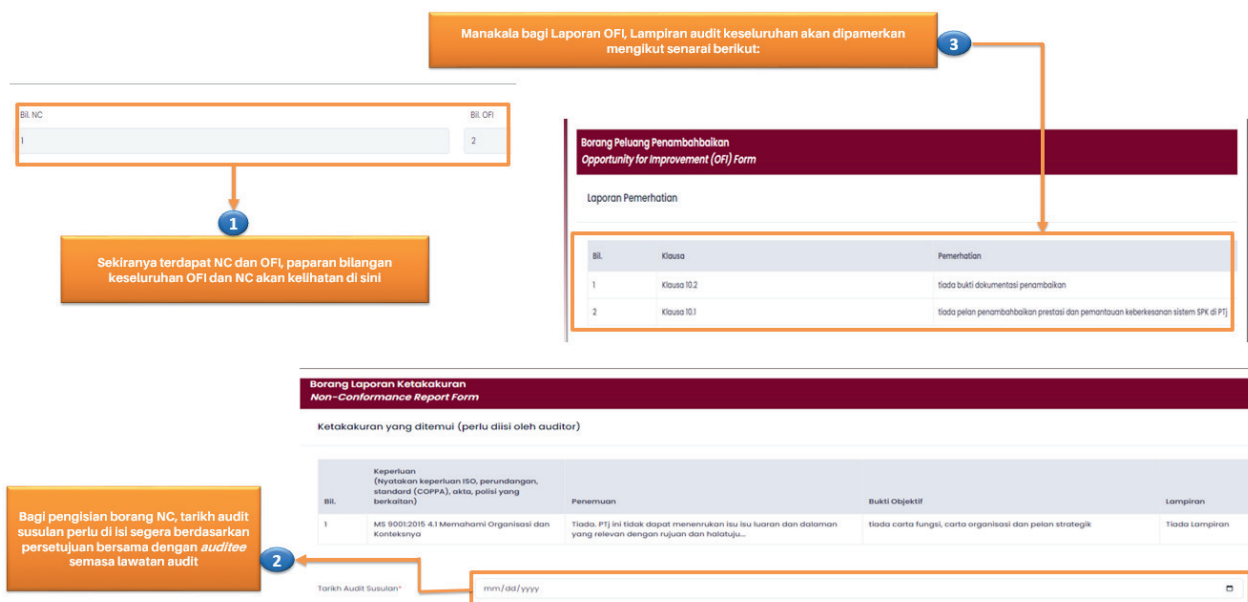 Manakala bagi Laporan OFI, Lampiran audit keseluruhan akan dipamerkan
mengikut senarai berikut:
3
Bil. NC
Bil. OFI
1
2
1
Sekiranya terdapat NC dan OFI, paparan bilangan
keseluruhan OFI dan NC akan kelihatan di sini
Borang Peluang Penambahbaikan
Opportunity for Improvement (OFI) Form
Laporan Pemerhatian
Bil.
Klausa
Pemerhatian
1
Klausa 10.2
tiada bukti dokumentasi penambaikan
2
Klausa 10.1
tiada pelan penambahbaikan prestasi dan pemantauan keberkesanan sistem SPK di PTj
Borang Laporan Ketakakuran
Non-Conformance Report Form
Ketakakuran yang ditemui (perlu diisi oleh auditor)
Bil.
Keperluan
(Nyatakan keperluan ISO, perundangan,
standard (COPPA), akta, polisi yang
berkaitan)
Penemuan
Bukti Objektif
Lampiran
1
MS 9001:2015 4.1 Memahami Organisasi dan
Konteksnya
Tiada. PTj ini tidak dapat menenrukan isu isu luaran dan dalaman
yang relevan dengan rujuan dan halatuju...
tiada carta fungsi, carta organisasi dan pelan strategik
Tiada Lampiran
Bagi pengisian borang NC, tarikh audit
susulan perlu di isi segera berdasarkan
persetujuan bersama dengan auditee
semasa lawatan audit
2
Tarikh Audit Susulan*
mm/dd/yyyy